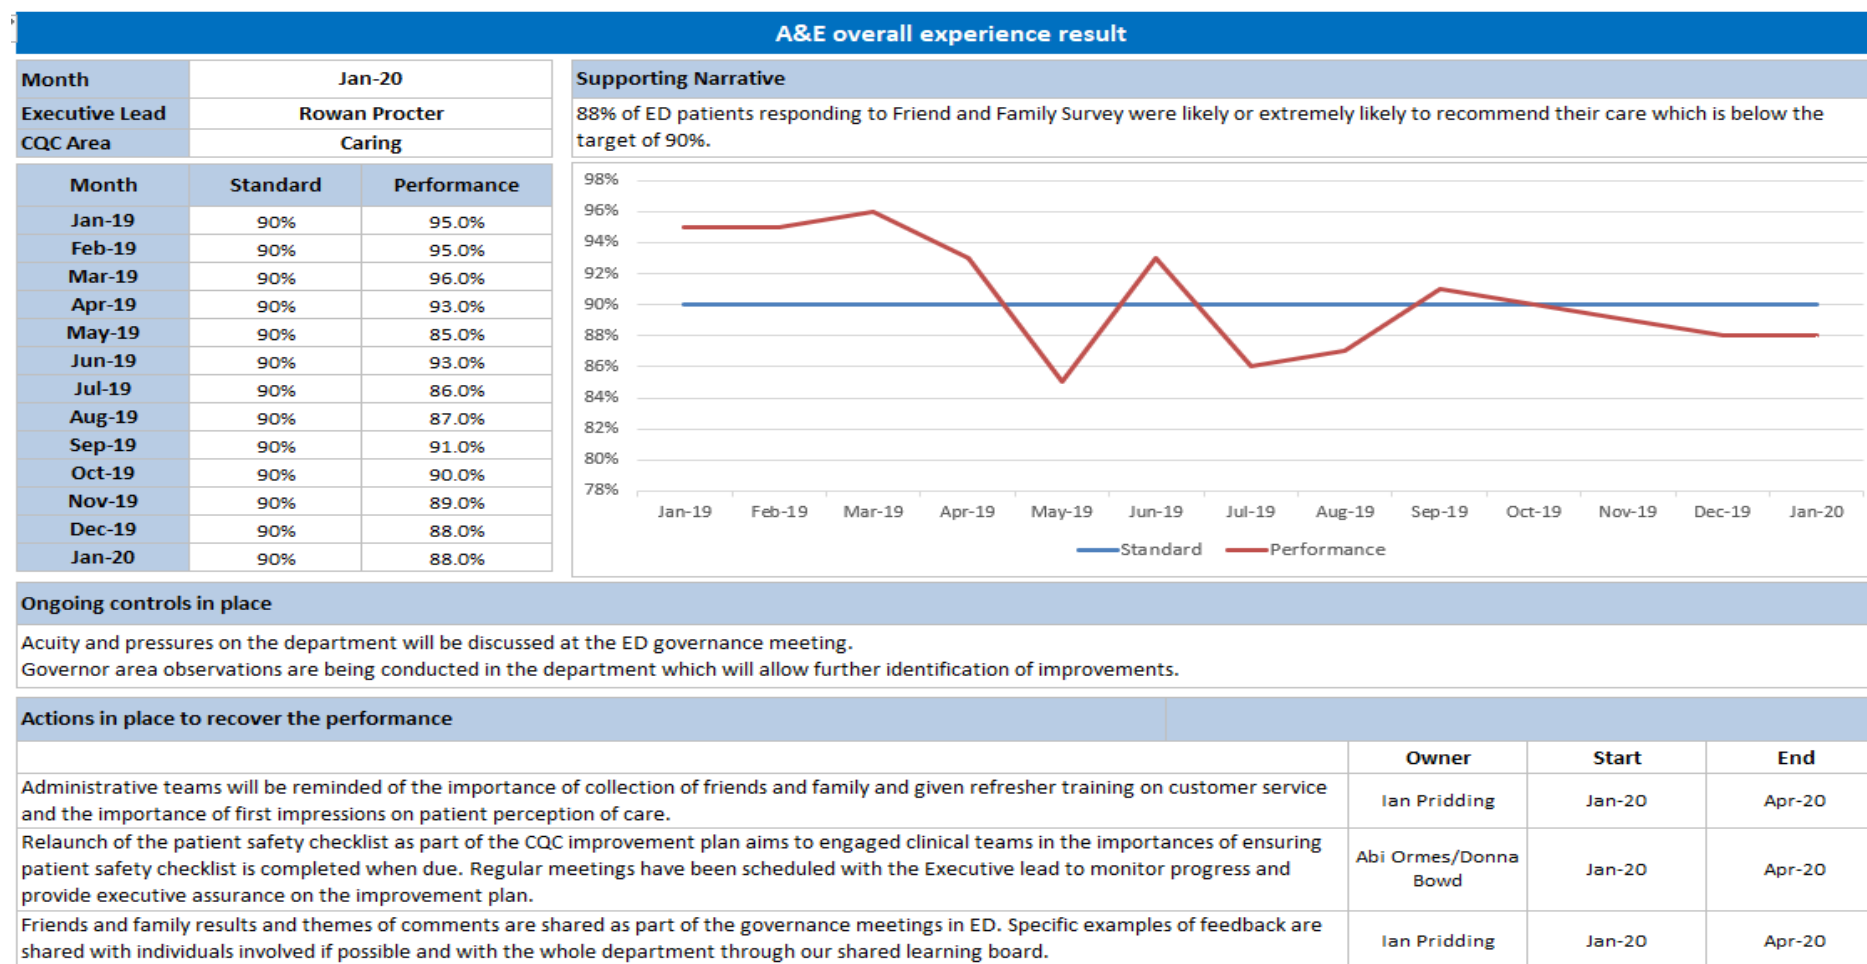 A&E overall experience result
Month Jan-20
Executive Lead Rowan Procter
CQC Area Caring
Supporting Narrative
88% of ED patients responding to Friend and Family Survey were likely or extremely likely to recommend their care which is below the
target of 90%.
Month Standard Performance
Jan-19 90% 95.0%
Feb-19 90% 95.0%
Mar-19 90% 96.0%
Apr-19 90% 93.0%
May-19 90% 85.0%
Jun-19 90% 93.0%
Jul-19 90% 86.0%
Aug-19 90% 87.0%
Sep-19 90% 91.0%
Oct-19 90% 90.0%
Nov-19 90% 89.0%
Dec-19 90% 88.0%
Jan-20 90% 88.0%
98%
96%
94%
92%
90%
88%
86%
84%
82%
80%
78%
Jan-19 Feb-19 Mar-19 Apr-19 May-19 Jun-19 Jul-19 Aug-19 Sep-19 Oct-19 Nov-19 Dec-19 Jan-20
Standard Performance
Ongoing controls in place
Acuity and pressures on the department will be discussed at the ED governance meeting.
Governor area observations are being conducted in the department which will allow further identification of improvements.
Actions in place to recover the performance
Owner Start End
Administrative teams will be reminded of the importance of collection of friends and family and given refresher training on customer service
and the importance of first impressions on patient perception of care.
Ian Pridding Jan-20 Apr-20
Relaunch of the patient safety checklist as part of the CQC improvement plan aims to engaged clinical teams in the importances of ensuring
patient safety checklist is completed when due. Regular meetings have been scheduled with the Executive lead to monitor progress and
provide executive assurance on the improvement plan.
Abi Ormes/Donna
Bowd
Jan-20 Apr-20
Friends and family results and themes of comments are shared as part of the governance meetings in ED. Specific examples of feedback are
shared with individuals involved if possible and with the whole department through our shared learning board.
Ian Pridding Jan-20 Apr-20